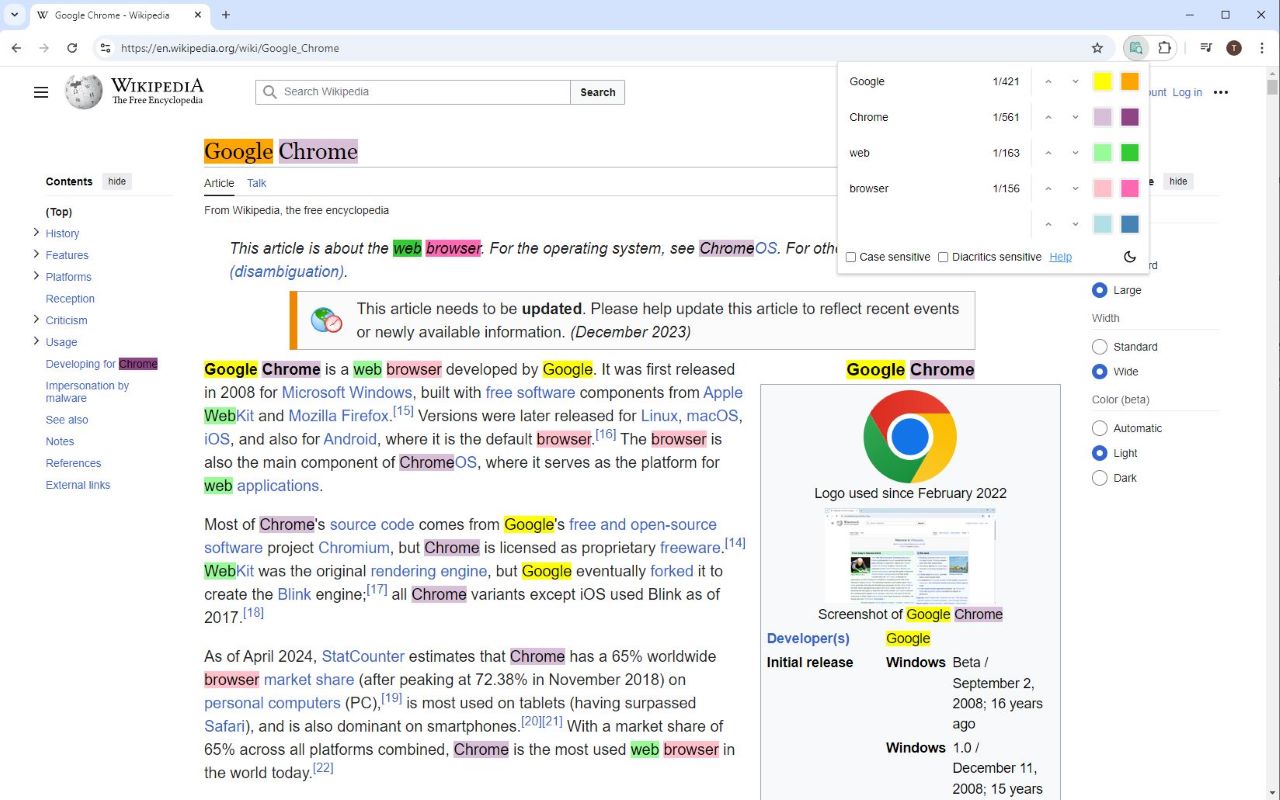 Google Chrome - Wikipedia
https://en.wikipedia.org/wiki/Google_Chrome
T
WIKIPEDIA
The Free Encyclopedia
Search Wikipedia
Search
Log in
Google 1/421
Chrome 1/561
web 1/163
browser 1/156
Case sensitive Diacritics sensitive Help
Contents hide
(Top)
History
Features
Platforms
Reception
Criticism
Usage
Developing for Chrome
Impersonation by
malware
See also
Notes
References
External links
Google Chrome
Article Talk
From Wikipedia, the free encyclopedia
This article is about the web browser. For the operating system, see ChromeOS. For
(disambiguation).
This article needs to be updated. Please help update this article to reflect recent events
or newly available information. (December 2023)
Google Chrome is a web browser developed by Google. It was first released
in 2008 for Microsoft Windows, built with free software components from Apple
WebKit and Mozilla Firefox.[15] Versions were later released for Linux, macOS,
iOS, and also for Android, where it is the default browser.[16] The browser is
also the main component of ChromeOS, where it serves as the platform for
web applications.
Most of Chrome's source code comes from Google's free and open-source
software project Chromium, but Chrome is licensed as proprietary freeware.[14]
WebKit was the original rendering engine, but Google eventually forked it to
create the Blink engine;[17] all Chrome variants except iOS used Blink as of
2017.[18]
As of April 2024, StatCounter estimates that Chrome has a 65% worldwide
browser market share (after peaking at 72.38% in November 2018) on
personal computers (PC),[19] is most used on tablets (having surpassed
Safari), and is also dominant on smartphones.[20][21] With a market share of
65% across all platforms combined, Chrome is the most used web browser in
the world today.[22]
Google Chrome
Logo used since February 2022
Screenshot of Google Chrome
Developer(s) Google
Initial release Windows Beta /
September 2,
2008; 16 years
ago
Windows 1.0 /
December 11,
2008; 15 years
hide
Large
Width
Standard
Wide
Color (beta)
Automatic
Light
Dark